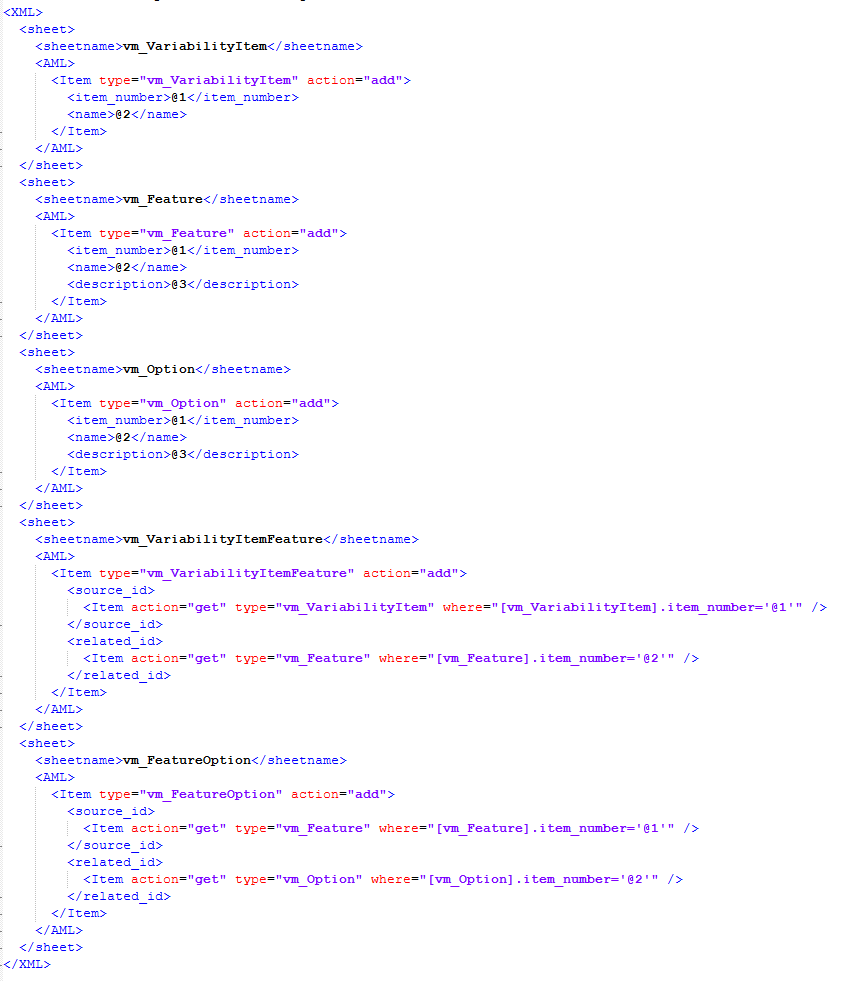 <XML>
<sheet>
<sheetname>vm_VariabilityItem</sheetname>
<AML>
<Item type="vm_VariabilityItem" action="add">
<item_number>@1</item_number>
<name>@2</name>
</Item>
</AML>
</sheet>
<sheet>
<sheetname>vm_Feature</sheetname>
<AML>
<Item type="vm_Feature" action="add">
<item_number>@1</item_number>
<name>@2</name>
<description>@3</description>
</Item>
</AML>
</sheet>
<sheet>
<sheetname>vm_Option</sheetname>
<AML>
<Item type="vm_Option" action="add">
<item_number>@1</item_number>
<name>@2</name>
<description>@3</description>
</Item>
</AML>
</sheet>
<sheet>
<sheetname>vm_VariabilityItemFeature</sheetname>
<AML>
<Item type="vm_VariabilityItemFeature" action="add">
<source_id>
<Item action="get" type="vm_VariabilityItem" where="[vm_VariabilityItem].item_number='@1'" />
</source_id>
<related_id>
<Item action="get" type="vm_Feature" where="[vm_Feature].item_number='@2'" />
</related_id>
</Item>
</AML>
</sheet>
<sheet>
<sheetname>vm_FeatureOption</sheetname>
<AML>
<Item type="vm_FeatureOption" action="add">
<source_id>
<Item action="get" type="vm_Feature" where="[vm_Feature].item_number='@1'" />
</source_id>
<related_id>
<Item action="get" type="vm_Option" where="[vm_Option].item_number='@2'" />
</related_id>
</Item>
</AML>
</sheet>
</XML>